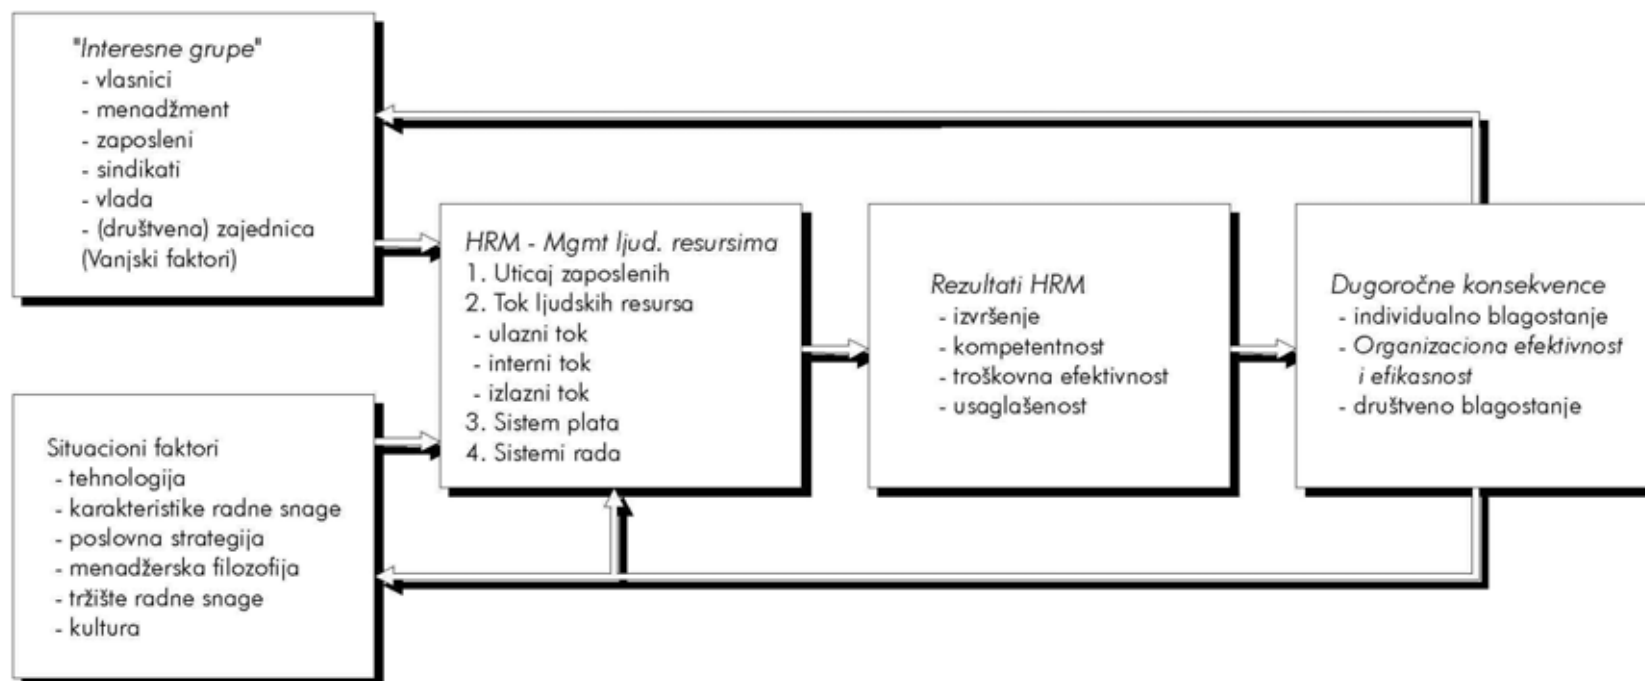 "Interesne grupe"
- vlasnici
- menadžment
- zaposleni
- sindikati
- vlada
- (društvena) zajednica
(Vanjski faktori)
Situacioni faktori
- tehnologija
- karakteristike radne snage
- poslovna strategija
- menadžerska filozofija
- tržište radne snage
- kultura
HRM - Mgmt ljud. resursima
1. Uticaj zaposlenih
2. Tok ljudskih resursa
- ulazni tok
- interni tok
- izlazni tok
3. Sistem plata
4. Sistemi rada
Rezultati HRM
- izvršenje
- kompetentnost
- troškovna efektivnost
- usaglašenost
Dugoročne konsekvence
- individualno blagostanje
- Organizaciona efektivnost
i efikasnost
- društveno blagostanje